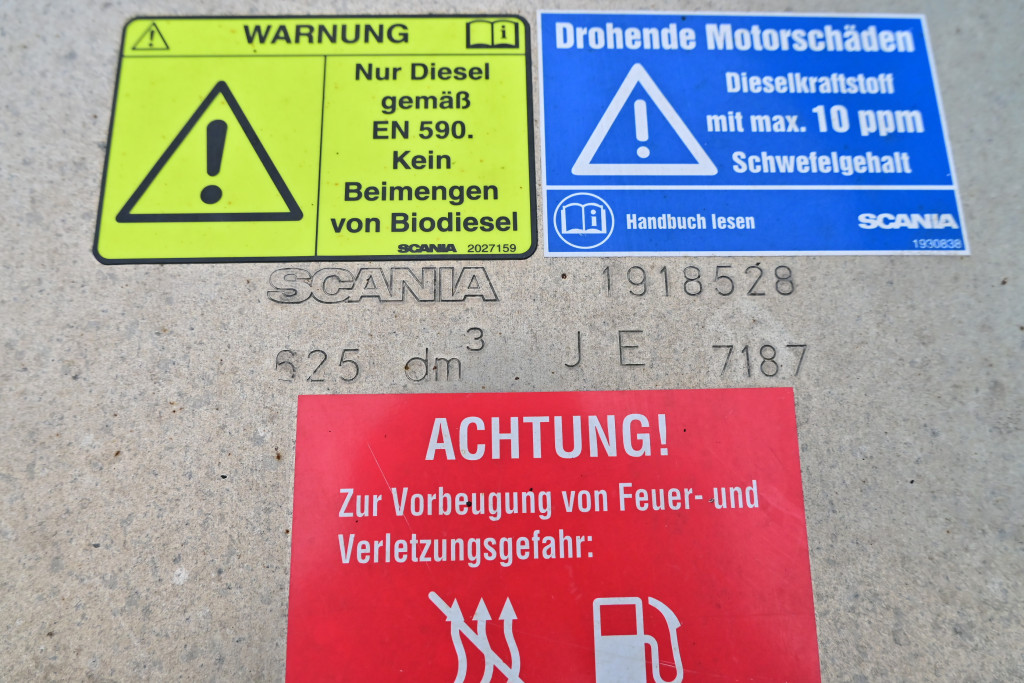 WARNUNG
Nur Diesel
gemäß
EN 590.
Kein
Beimengen
von Biodiesel
SCANIA 2027159
Drohende Motorschäden
Dieselkraftstoff
mit max. 10 ppm
Schwefelgehalt
Handbuch lesen
SCANIA
1930838
SCANIA 1918528
625 dm³ JE 7187
ACHTUNG!
Zur Vorbeugung von Feuer- und
Verletzungsgefahr: